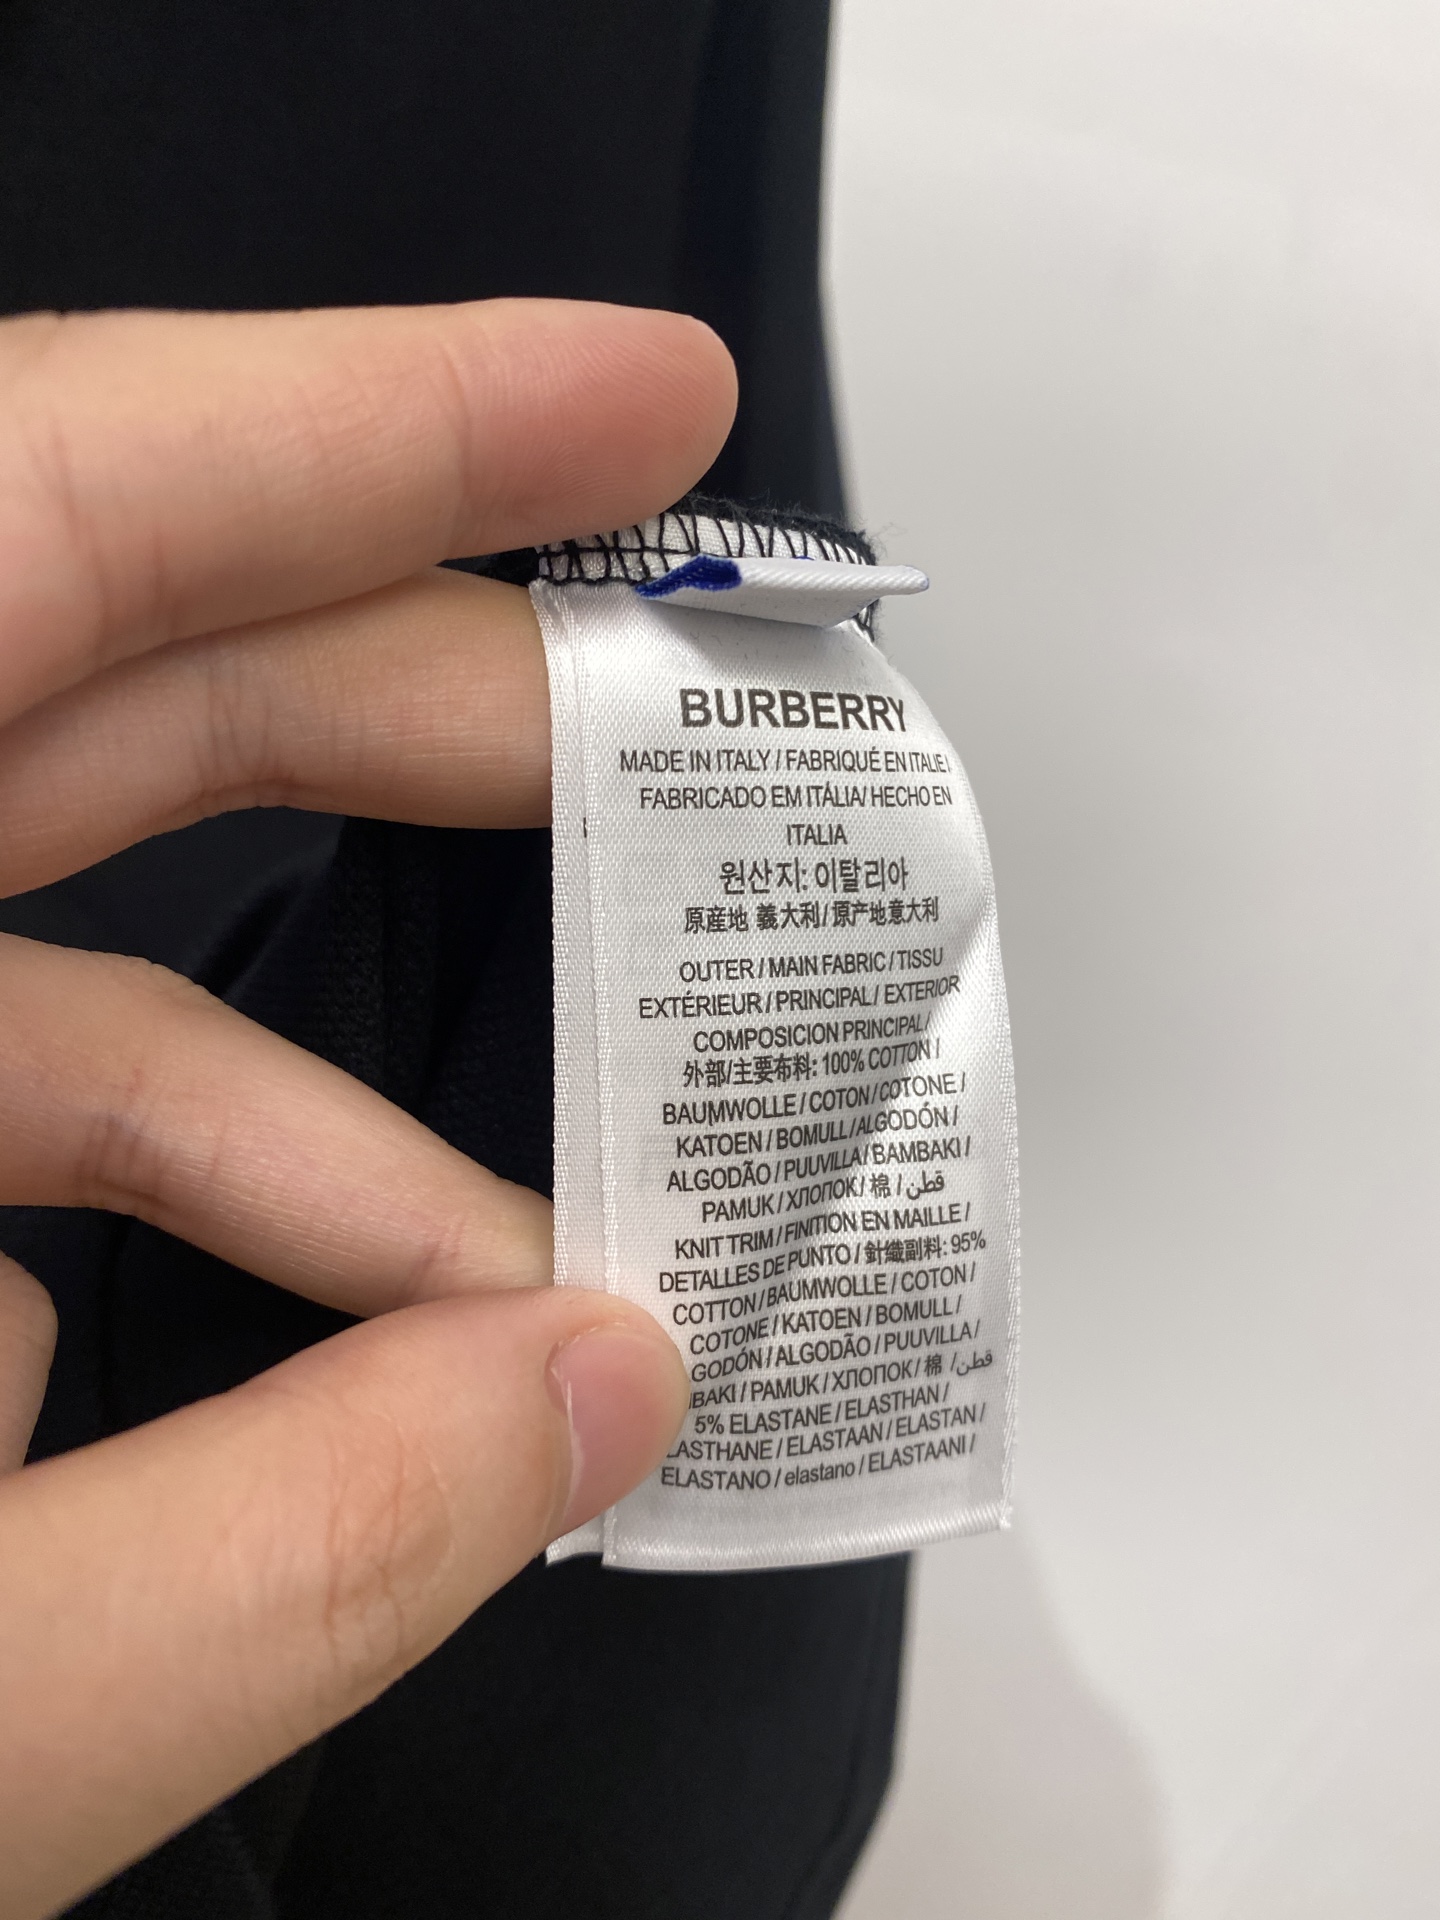 BURBERRY
MADE IN ITALY / FABRIQUÉ EN ITALIE /
FABRICADO EM ITÁLIA/ HECHO EN
ITALIA
원산지: 이탈리아
原産地 義大利 / 原产地意大利
OUTER / MAIN FABRIC / TISSU
EXTÉRIEUR / PRINCIPAL / EXTERIOR
COMPOSICION PRINCIPAL /
外部/主要布料: 100% COTTON /
BAUMWOLLE / COTON / COTONE /
KATOEN / BOMULL / ALGODÓN /
ALGODÃO / PUUVILLA / BAMBAKI /
PAMUK / ХЛОПОК / 棉 / قطن
KNIT TRIM / FINITION EN MAILLE /
DETALLES DE PUNTO / 針織副料: 95%
COTTON / BAUMWOLLE / COTON /
COTONE / KATOEN / BOMULL /
GODÓN / ALGODÃO / PUUVILLA /
BAKI / PAMUK / ХЛОПОК / 棉 / قطن
5% ELASTANE / ELASTHAN /
LASTHANE / ELASTAAN / ELASTAN /
ELASTANO / elastano / ELASTAANI /